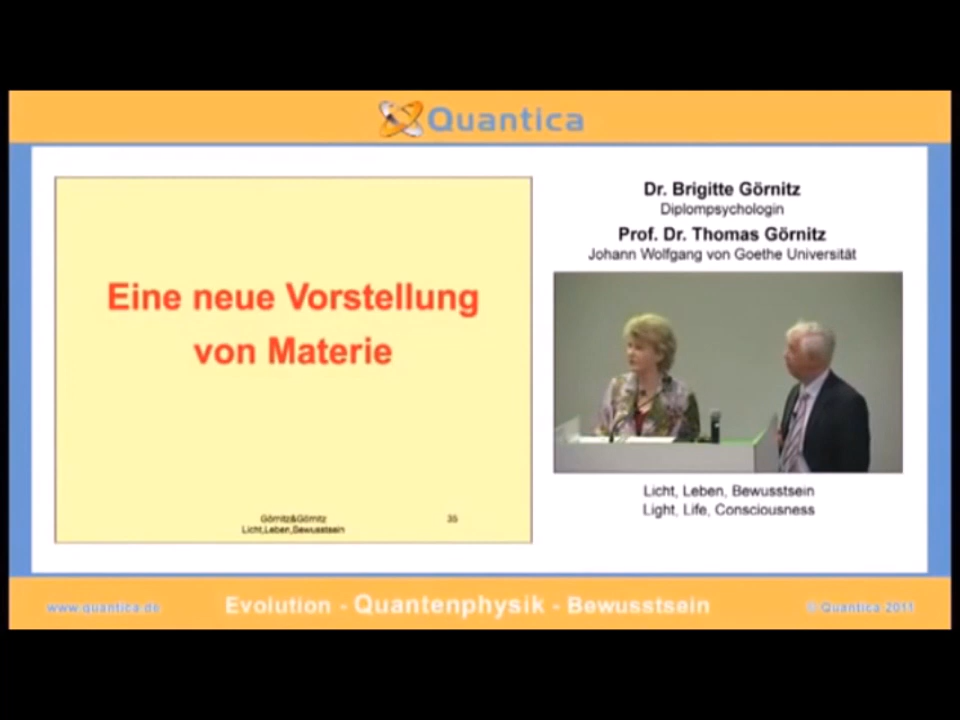 Quantica
Dr. Brigitte Görnitz
Diplompsychologin
Prof. Dr. Thomas Görnitz
Johann Wolfgang von Goethe Universität
Eine neue Vorstellung
von Materie
Görnitz&Görnitz
Licht,Leben,Bewusstsein
35
Licht, Leben, Bewusstsein
Light, Life, Consciousness
www.quantica.de
Evolution - Quantenphysik - Bewusstsein
© Quantica 2011